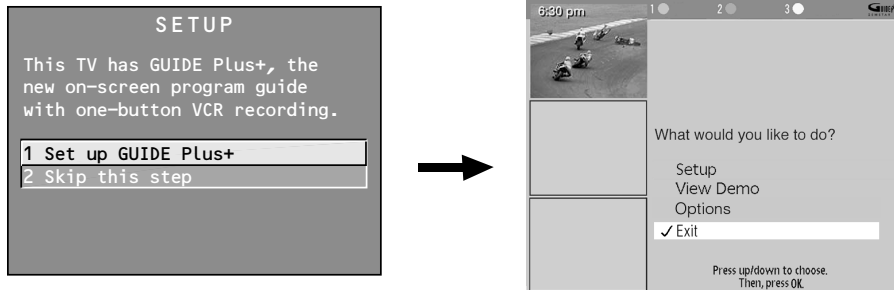 SETUP
This TV has GUIDE Plus+, the
new on-screen program guide
with one-button VCR recording.
1 Set up GUIDE Plus+
2 Skip this step
6:30 pm
1 2 3
What would you like to do?
Setup
View Demo
Options
✓ Exit
Press up/down to choose.
Then, press OK.